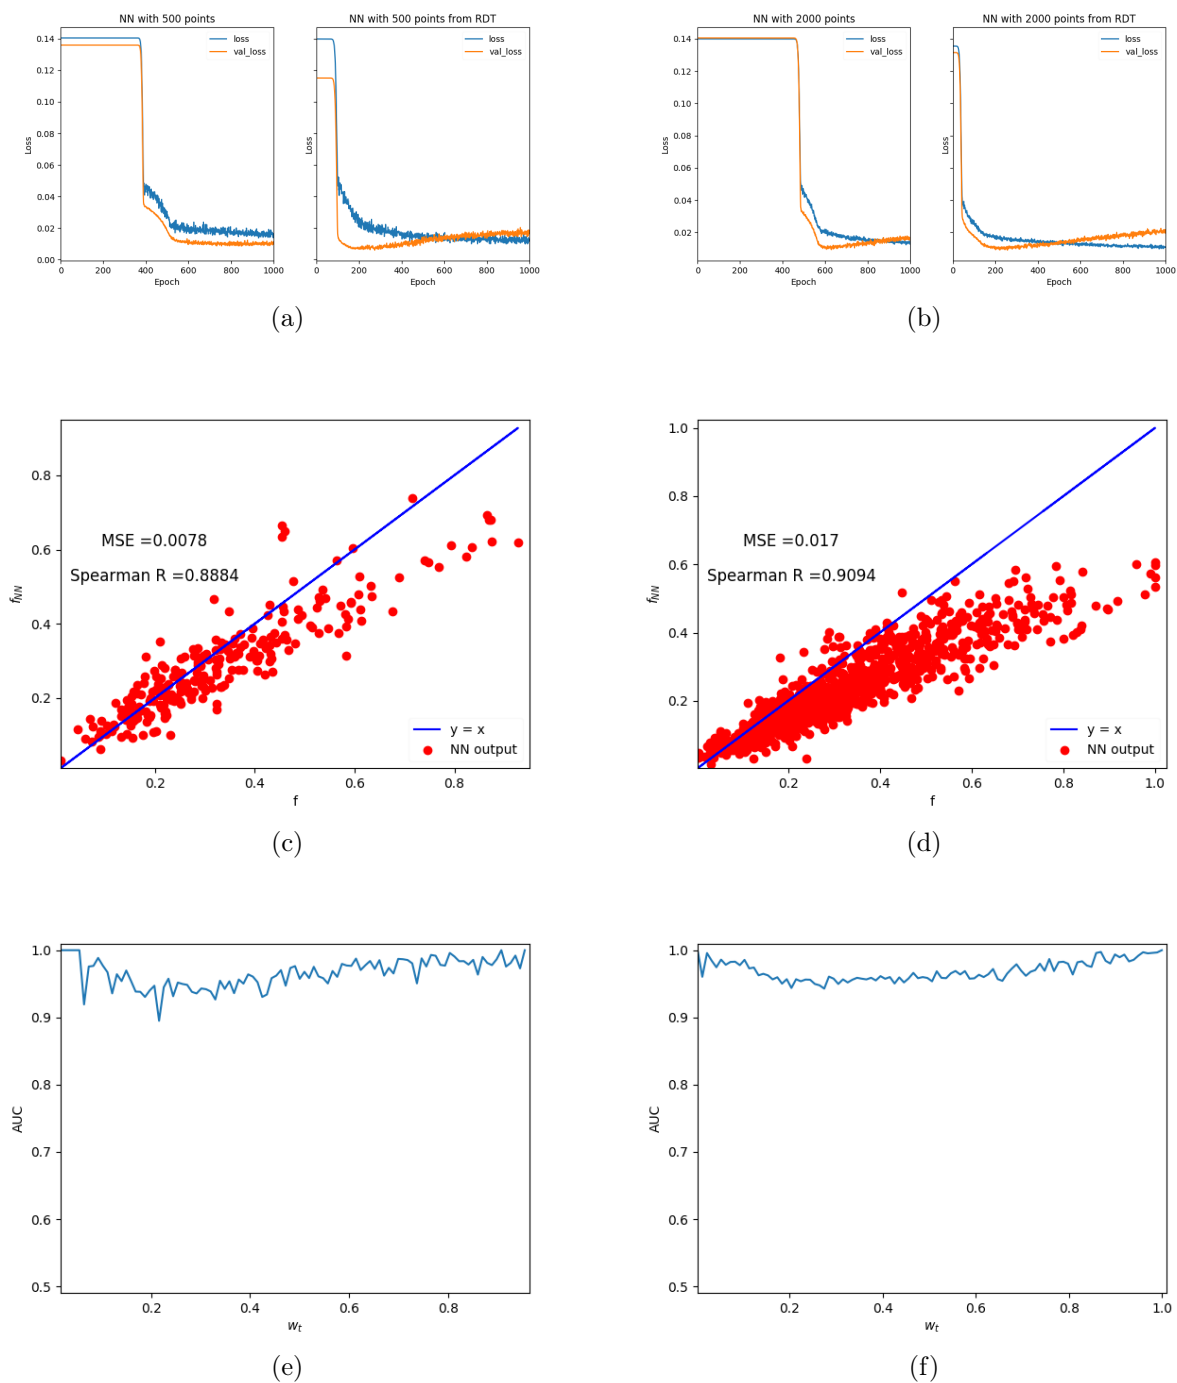 NN with 500 points
NN with 500 points from RDT
NN with 2000 points
NN with 2000 points from RDT
0.14
0.12
0.10
0.08
0.06
0.04
0.02
0.00
Loss
loss
val_loss
0 200 400 600 800 1000
Epoch
Loss
loss
val_loss
0 200 400 600 800 1000
Epoch
0.14
0.12
0.10
0.08
0.06
0.04
0.02
Loss
loss
val_loss
0 200 400 600 800 1000
Epoch
Loss
loss
val_loss
0 200 400 600 800 1000
Epoch
(a)
(b)
0.8
0.6
0.4
0.2
f_NN
MSE =0.0078
Spearman R =0.8884
y = x
NN output
0.2 0.4 0.6 0.8
f
(c)
1.0
0.8
0.6
0.4
0.2
f_NN
MSE =0.017
Spearman R =0.9094
y = x
NN output
0.2 0.4 0.6 0.8 1.0
f
(d)
1.0
0.9
0.8
0.7
0.6
0.5
AUC
0.2 0.4 0.6 0.8
w_t
(e)
1.0
0.9
0.8
0.7
0.6
0.5
AUC
0.2 0.4 0.6 0.8 1.0
w_t
(f)